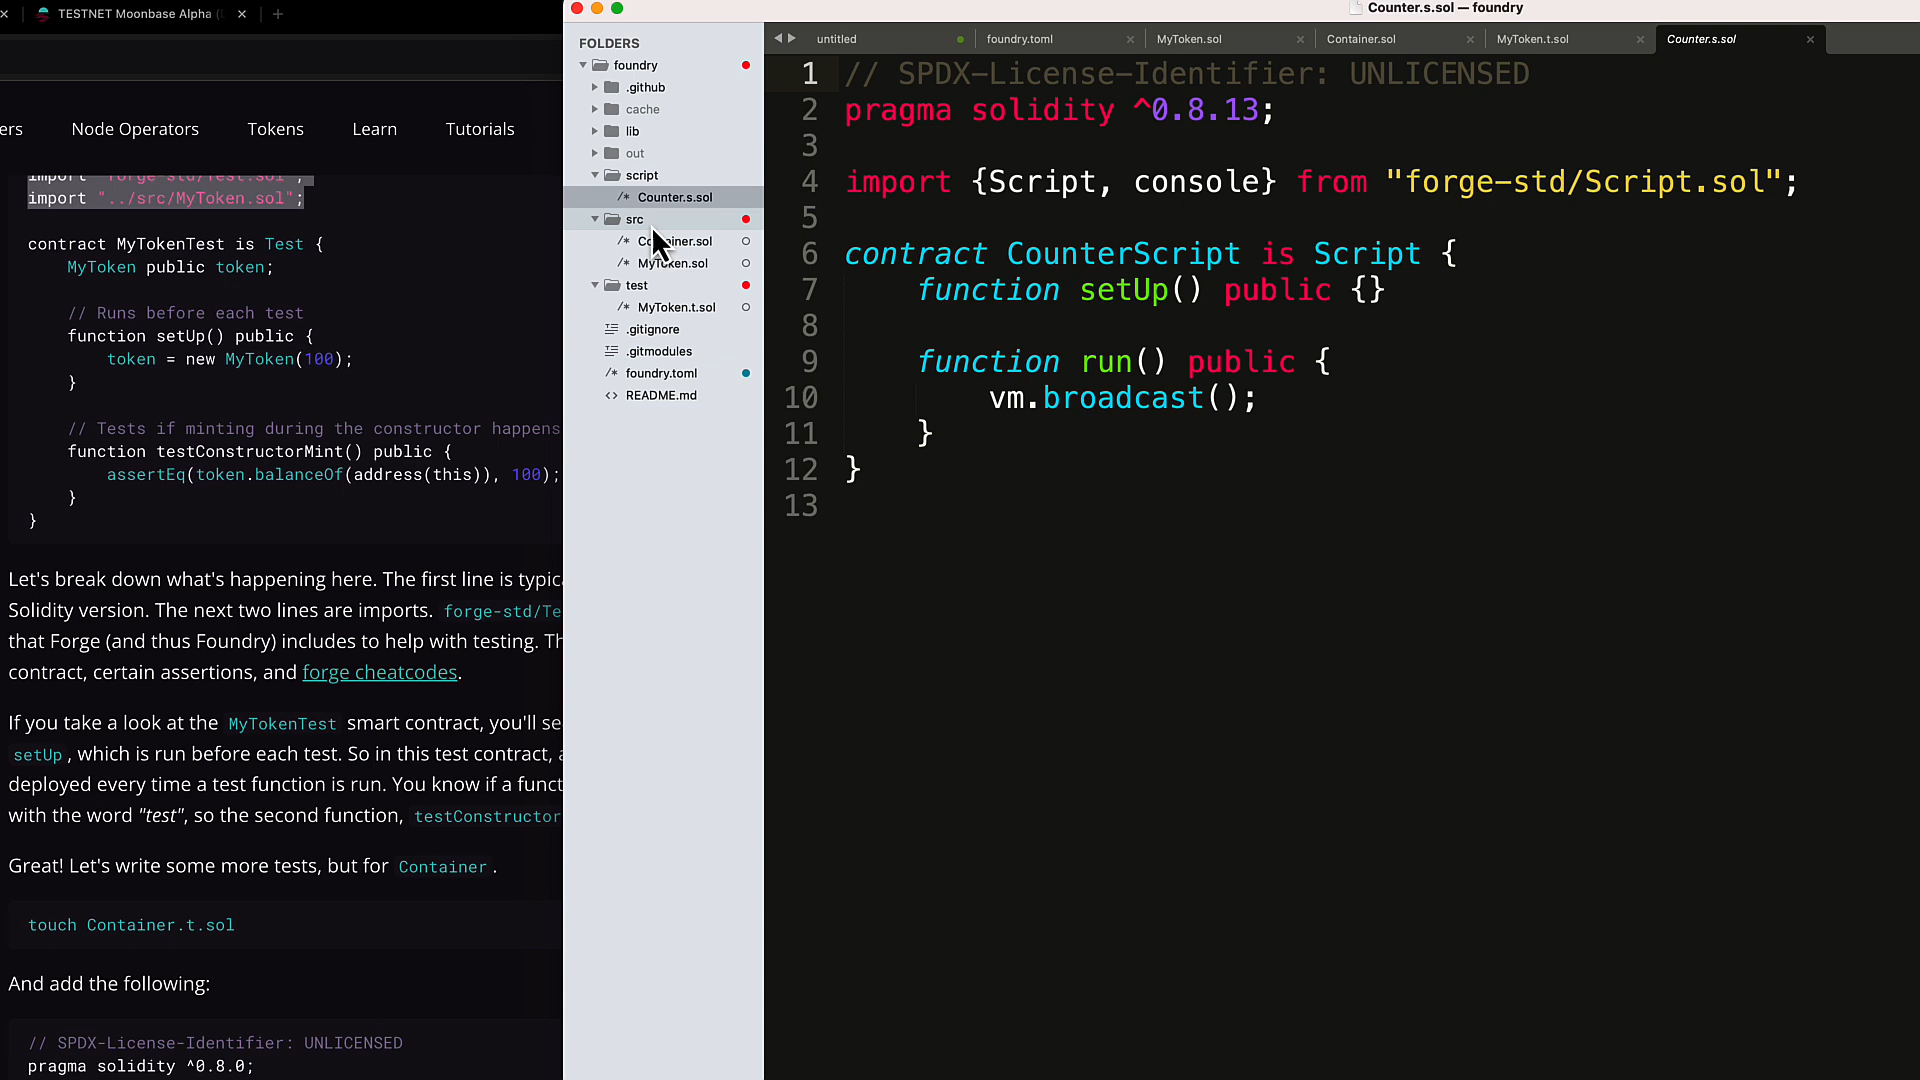 TESTNET Moonbase Alpha (
ers
Node Operators
Tokens
Learn
Tutorials
import "forge-std/Test.sol";
import "../src/MyToken.sol";
contract MyTokenTest is Test {
MyToken public token;
// Runs before each test
function setUp() public {
token = new MyToken(100);
}
// Tests if minting during the constructor happens
function testConstructorMint() public {
assertEq(token.balanceOf(address(this)), 100);
}
}
Let's break down what's happening here. The first line is typic
Solidity version. The next two lines are imports. forge-std/Te
that Forge (and thus Foundry) includes to help with testing. Th
contract, certain assertions, and forge cheatcodes.
If you take a look at the MyTokenTest smart contract, you'll se
setUp, which is run before each test. So in this test contract, a
deployed every time a test function is run. You know if a funct
with the word "test", so the second function, testConstructor
Great! Let's write some more tests, but for Container.
touch Container.t.sol
And add the following:
// SPDX-License-Identifier: UNLICENSED
pragma solidity ^0.8.0;
Counter.s.sol — foundry
FOLDERS
foundry
.github
cache
lib
out
script
/* Counter.s.sol
src
/* Container.sol
/* MyToken.sol
test
/* MyToken.t.sol
.gitignore
.gitmodules
/* foundry.toml
<> README.md
untitled
foundry.toml
MyToken.sol
Container.sol
MyToken.t.sol
Counter.s.sol
1 // SPDX-License-Identifier: UNLICENSED
2 pragma solidity ^0.8.13;
3
4 import {Script, console} from "forge-std/Script.sol";
5
6 contract CounterScript is Script {
7 function setUp() public {}
8
9 function run() public {
10 vm.broadcast();
11 }
12 }
13